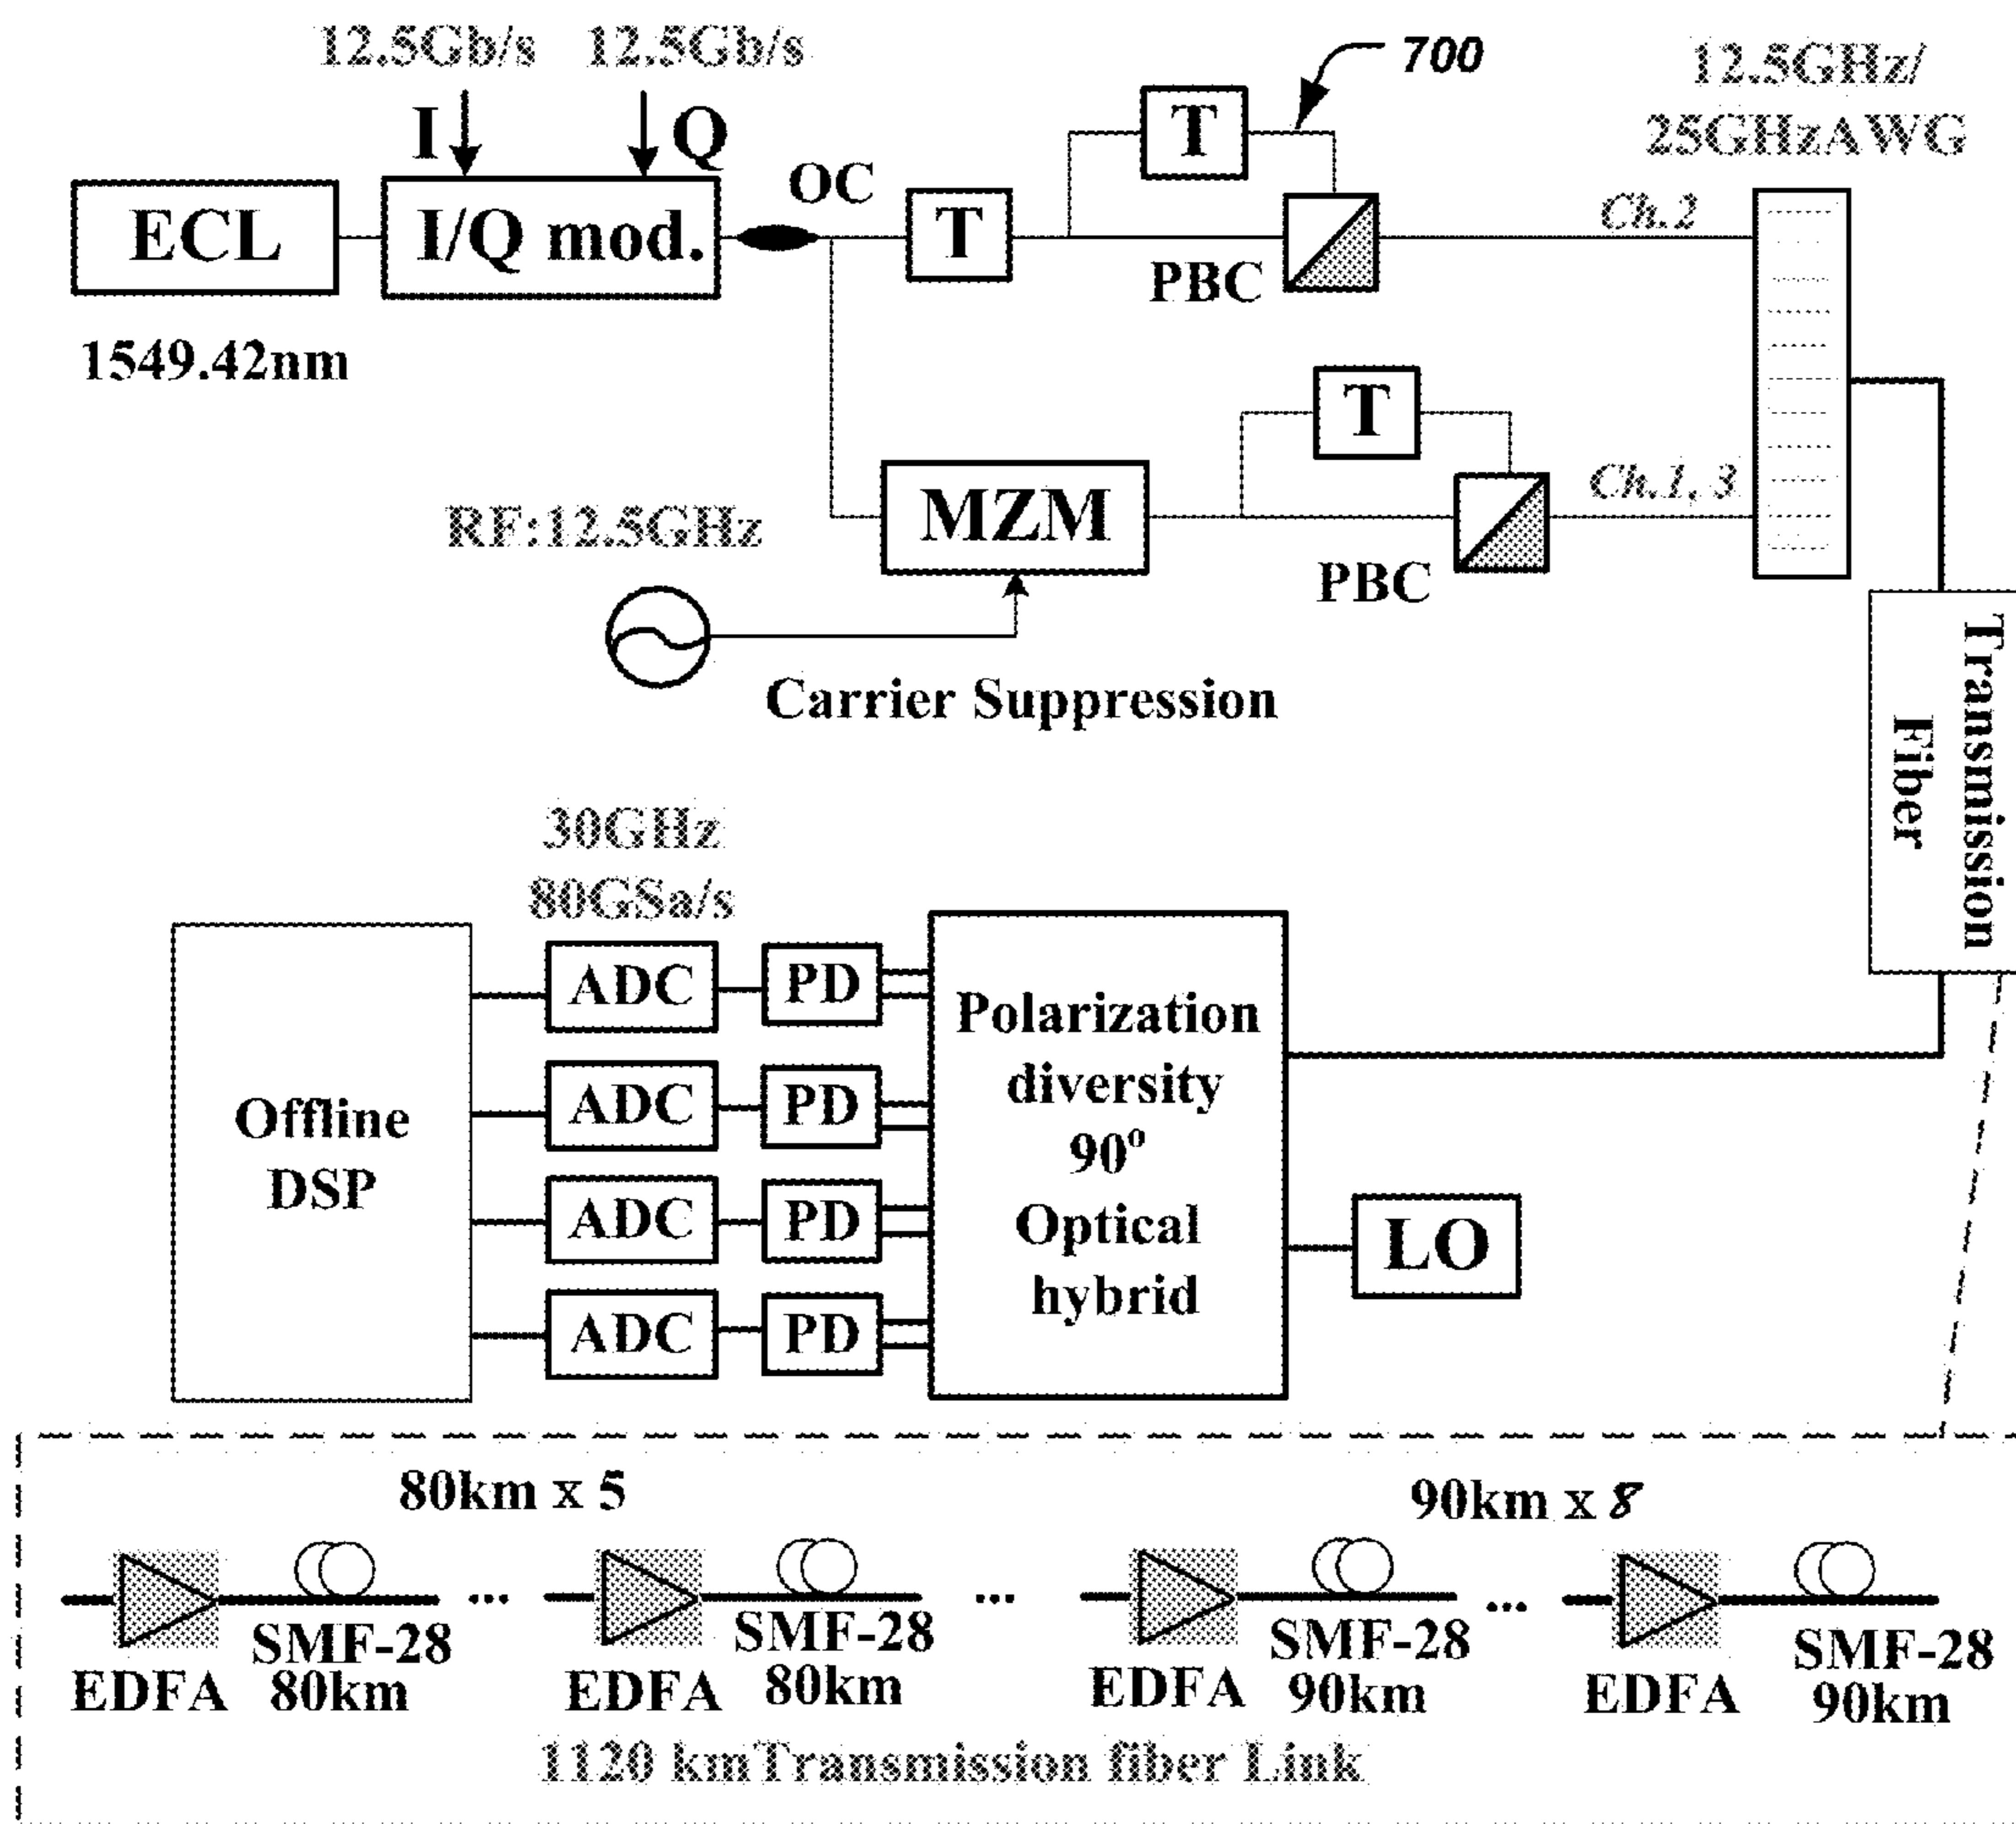 12.5Gb/s 12.5Gb/s
700
12.5GHz/
25GHzAWG
I
Q
T
OC
ECL
I/Q mod.
T
PBC
Ch.2
1549.42nm
T
MZM
RF:12.5GHz
Ch.1, 3
PBC
Carrier Suppression
Transmission
Fiber
30GHz
80GSa/s
Offline
DSP
ADC
PD
ADC
PD
ADC
PD
ADC
PD
Polarization
diversity
90º
Optical
hybrid
LO
80km x 5
90km x 8
...
...
...
EDFA
SMF-28
80km
EDFA
SMF-28
80km
EDFA
SMF-28
90km
EDFA
SMF-28
90km
1120 kmTransmission fiber Link